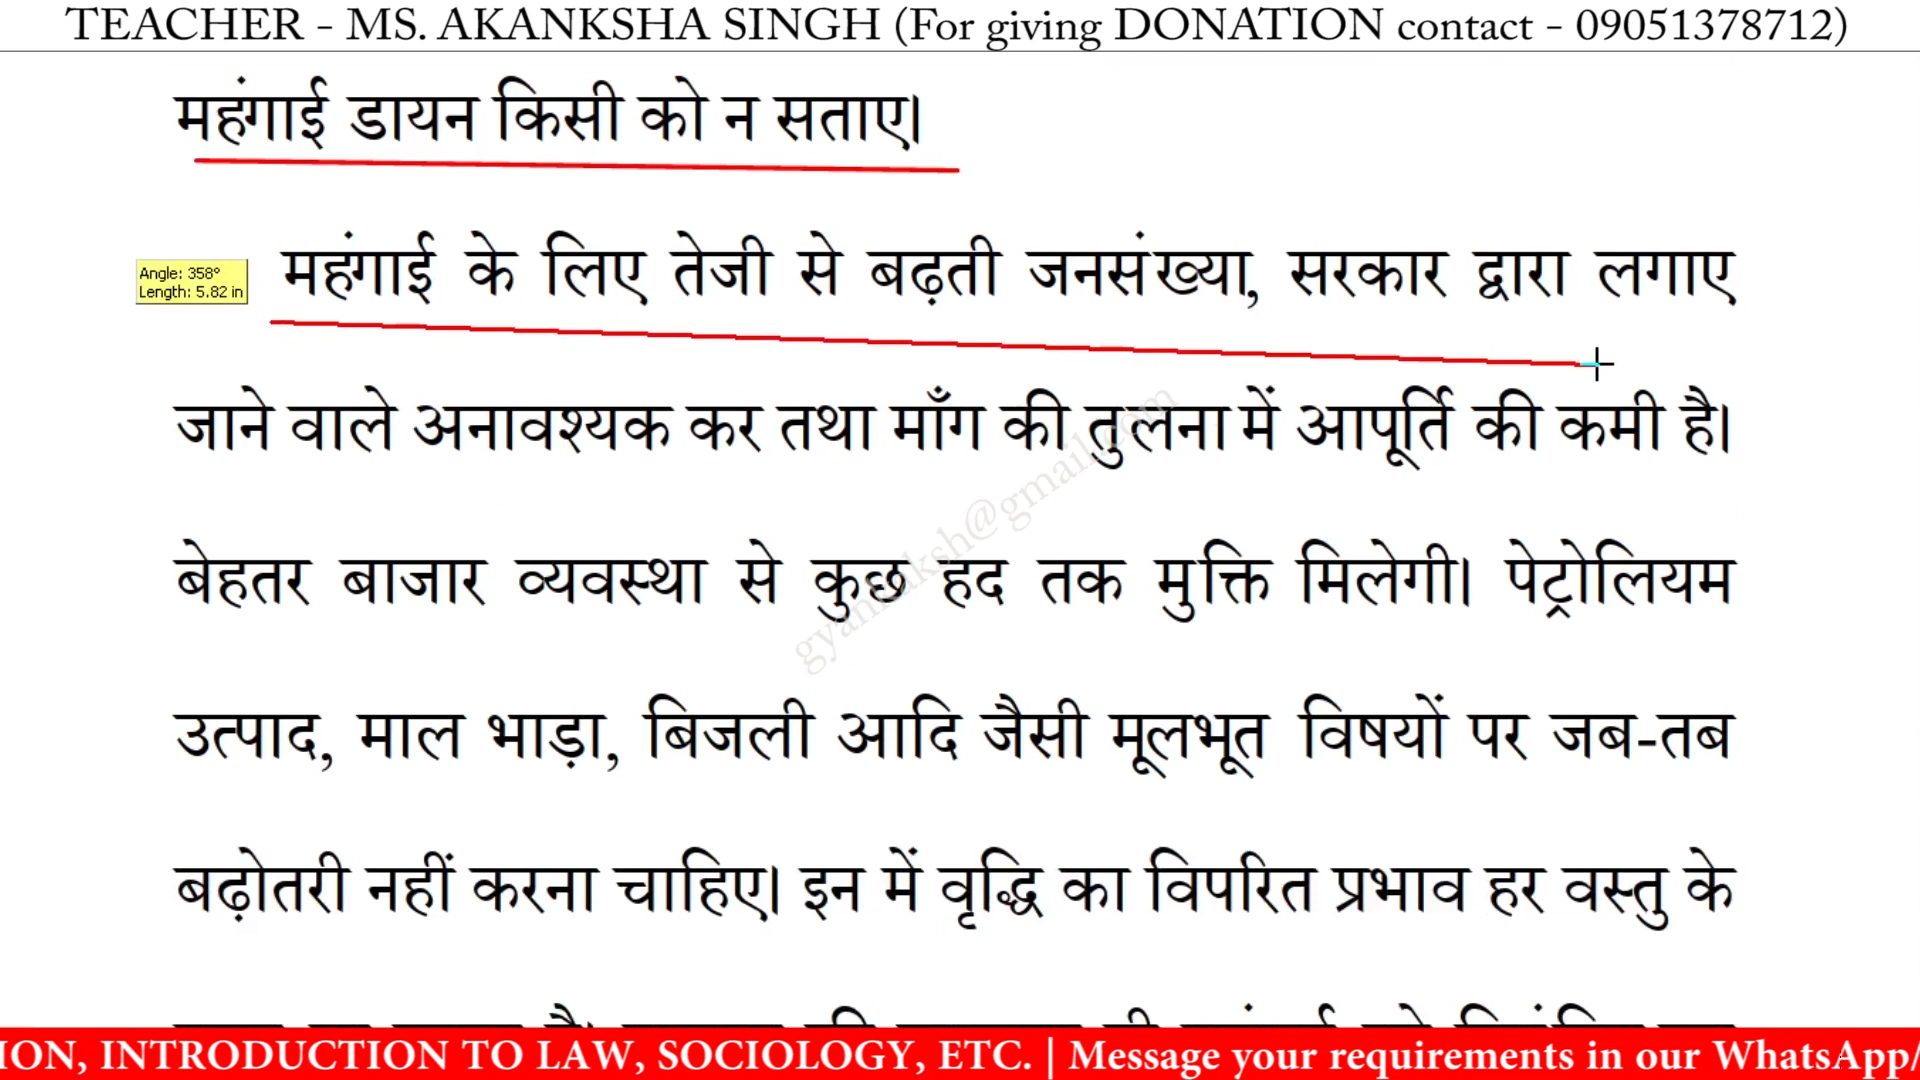 TEACHER - MS. AKANKSHA SINGH (For giving DONATION contact - 09051378712)
महंगाई डायन किसी को न सताए।
Angle: 358°
Length: 5.82 in
महंगाई के लिए तेजी से बढ़ती जनसंख्या, सरकार द्वारा लगाए
जाने वाले अनावश्यक कर तथा माँग की तुलना में आपूर्ति की कमी है।
बेहतर बाजार व्यवस्था से कुछ हद तक मुक्ति मिलेगी। पेट्रोलियम
gyankaksh@gmail.com
उत्पाद, माल भाड़ा, बिजली आदि जैसी मूलभूत विषयों पर जब-तब
बढ़ोतरी नहीं करना चाहिए। इन में वृद्धि का विपरित प्रभाव हर वस्तु के
ION, INTRODUCTION TO LAW, SOCIOLOGY, ETC. | Message your requirements in our WhatsApp/